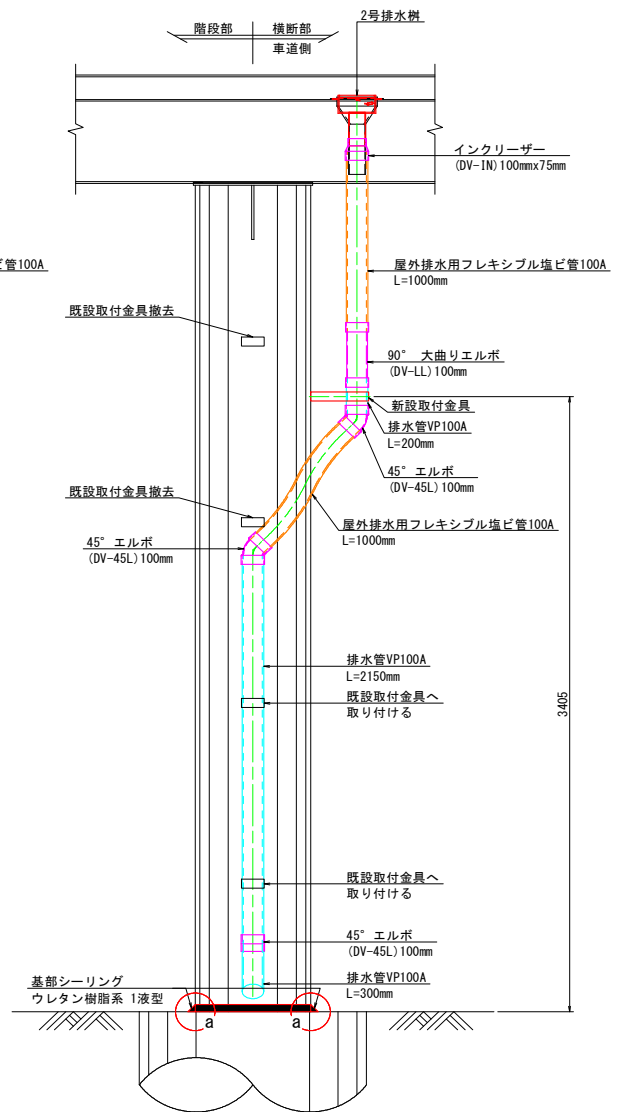 2号排水桝
階段部
横断部
車道側
インクリーザー
(DV-IN)100mmx75mm
ビ管100A
屋外排水用フレキシブル塩ビ管100A
L=1000mm
既設取付金具撤去
90° 大曲りエルボ
(DV-LL)100mm
新設取付金具
排水管VP100A
L=200mm
45° エルボ
(DV-45L)100mm
既設取付金具撤去
屋外排水用フレキシブル塩ビ管100A
L=1000mm
45° エルボ
(DV-45L)100mm
排水管VP100A
L=2150mm
既設取付金具へ
取り付ける
3405
既設取付金具へ
取り付ける
45° エルボ
(DV-45L)100mm
基部シーリング
ウレタン樹脂系 1液型
排水管VP100A
L=300mm
a
a